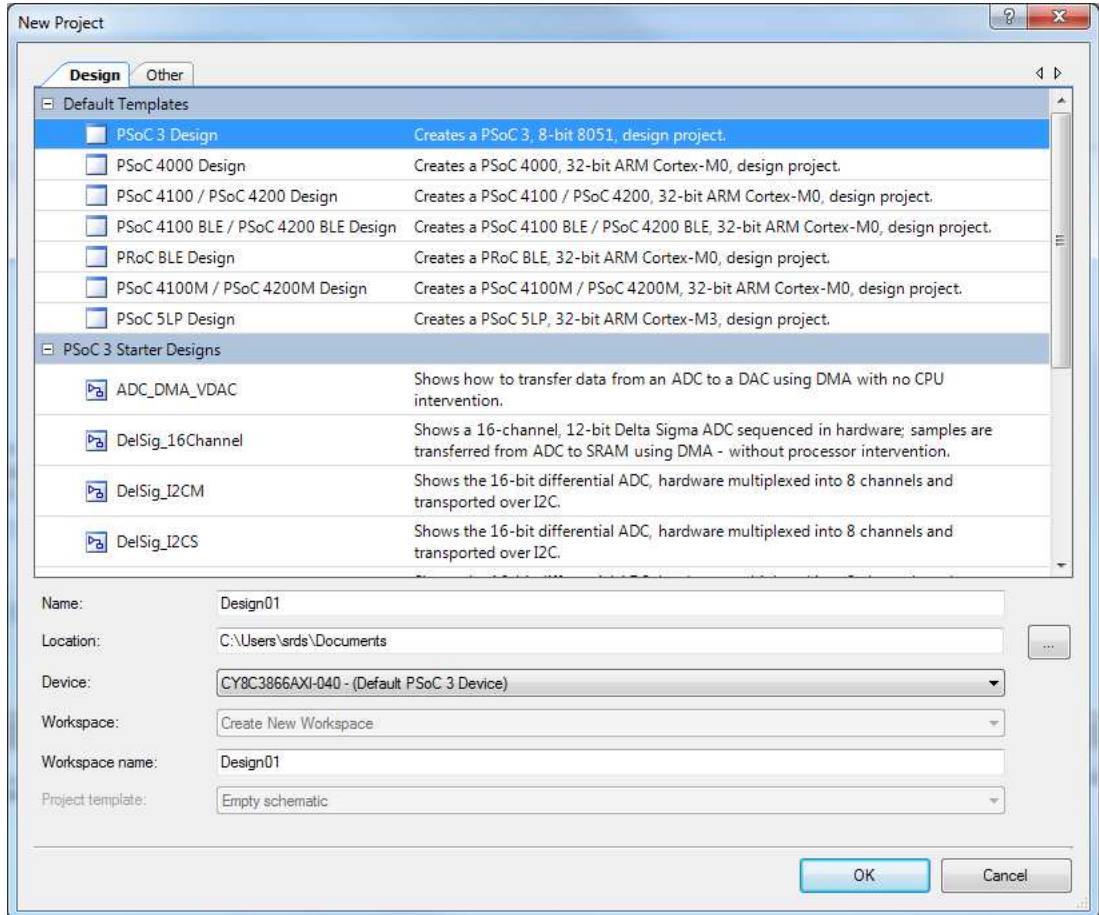 New Project
Design Other
Default Templates
PSoC 3 Design Creates a PSoC 3, 8-bit 8051, design project.
PSoC 4000 Design Creates a PSoC 4000, 32-bit ARM Cortex-M0, design project.
PSoC 4100 / PSoC 4200 Design Creates a PSoC 4100 / PSoC 4200, 32-bit ARM Cortex-M0, design project.
PSoC 4100 BLE / PSoC 4200 BLE Design Creates a PSoC 4100 BLE / PSoC 4200 BLE, 32-bit ARM Cortex-M0, design project.
PRoC BLE Design Creates a PRoC BLE, 32-bit ARM Cortex-M0, design project.
PSoC 4100M / PSoC 4200M Design Creates a PSoC 4100M / PSoC 4200M, 32-bit ARM Cortex-M0, design project.
PSoC 5LP Design Creates a PSoC 5LP, 32-bit ARM Cortex-M3, design project.
PSoC 3 Starter Designs
ADC_DMA_VDAC Shows how to transfer data from an ADC to a DAC using DMA with no CPU
intervention.
DelSig_16Channel Shows a 16-channel, 12-bit Delta Sigma ADC sequenced in hardware; samples are
transferred from ADC to SRAM using DMA - without processor intervention.
DelSig_I2CM Shows the 16-bit differential ADC, hardware multiplexed into 8 channels and
transported over I2C.
DelSig_I2CS Shows the 16-bit differential ADC, hardware multiplexed into 8 channels and
transported over I2C.
Name: Design01
Location: C:\Users\srds\Documents
...
Device: CY8C3866AXI-040 - (Default PSoC 3 Device)
Workspace: Create New Workspace
Workspace name: Design01
Project template: Empty schematic
OK Cancel